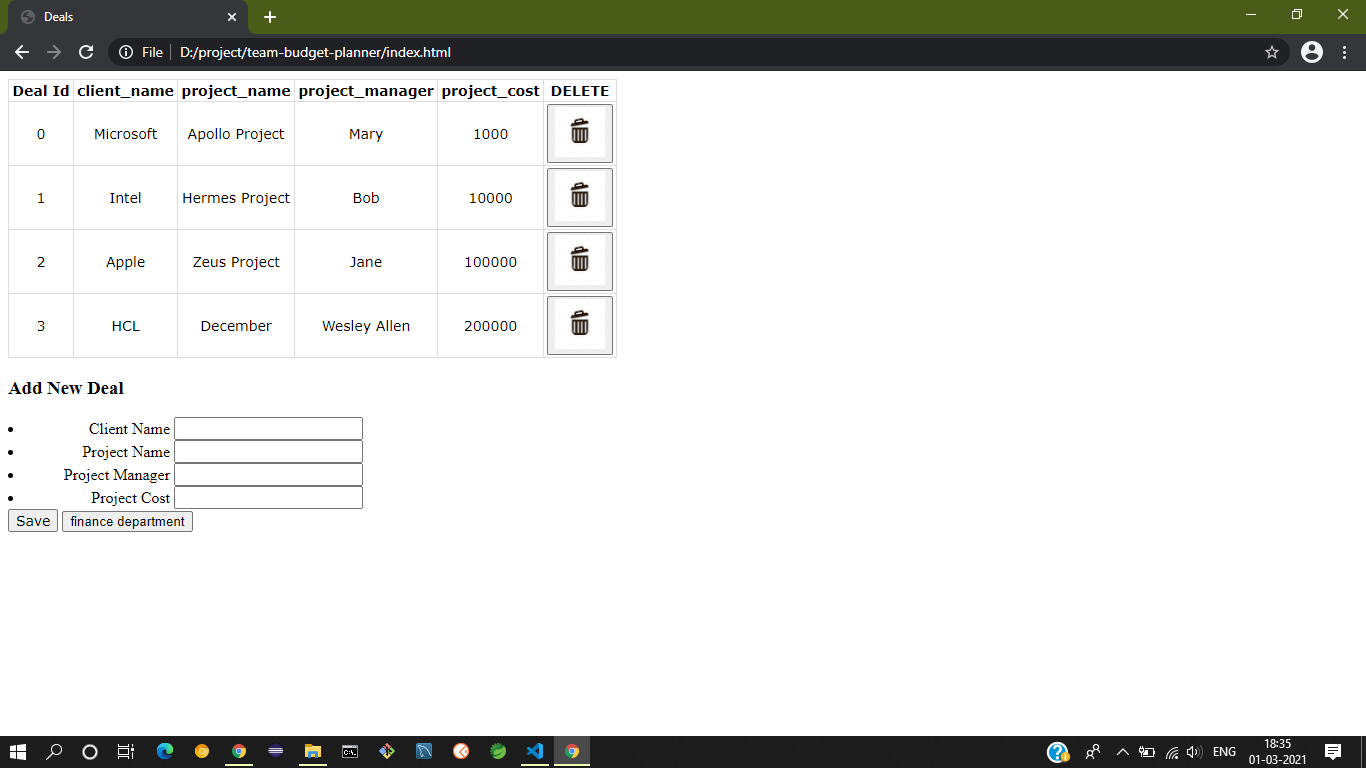 Deals
File D:/project/team-budget-planner/index.html
Deal Id client_name project_name project_manager project_cost DELETE
0 Microsoft Apollo Project Mary 1000
1 Intel Hermes Project Bob 10000
2 Apple Zeus Project Jane 100000
3 HCL December Wesley Allen 200000
Add New Deal
Client Name
Project Name
Project Manager
Project Cost
Save finance department
ENG 18:35
01-03-2021